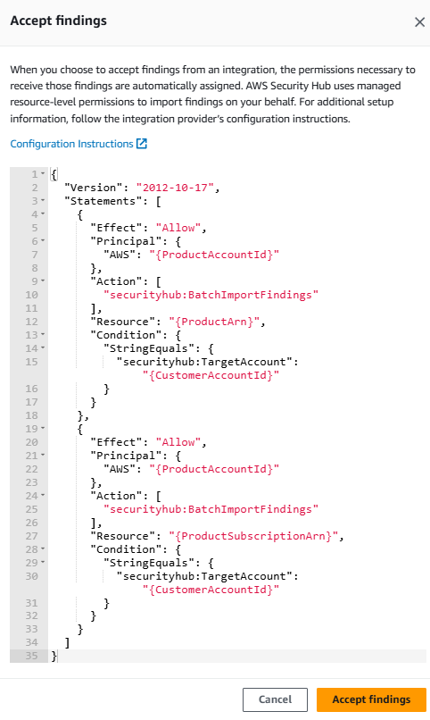 Accept findings
When you choose to accept findings from an integration, the permissions necessary to
receive those findings are automatically assigned. AWS Security Hub uses managed
resource-level permissions to import findings on your behalf. For additional setup
information, follow the integration provider's configuration instructions.
Configuration Instructions
1 {
2 "Version": "2012-10-17",
3 "Statements": [
4 {
5 "Effect": "Allow",
6 "Principal": {
7 "AWS": "{ProductAccountId}"
8 },
9 "Action": [
10 "securityhub:BatchImportFindings"
11 ],
12 "Resource": "{ProductArn}",
13 "Condition": {
14 "StringEquals": {
15 "securityhub:TargetAccount":
"{CustomerAccountId}"
16 }
17 }
18 },
19 {
20 "Effect": "Allow",
21 "Principal": {
22 "AWS": "{ProductAccountId}"
23 },
24 "Action": [
25 "securityhub:BatchImportFindings"
26 ],
27 "Resource": "{ProductSubscriptionArn}",
28 "Condition": {
29 "StringEquals": {
30 "securityhub:TargetAccount":
"{CustomerAccountId}"
31 }
32 }
33 }
34 ]
35 }
Cancel Accept findings